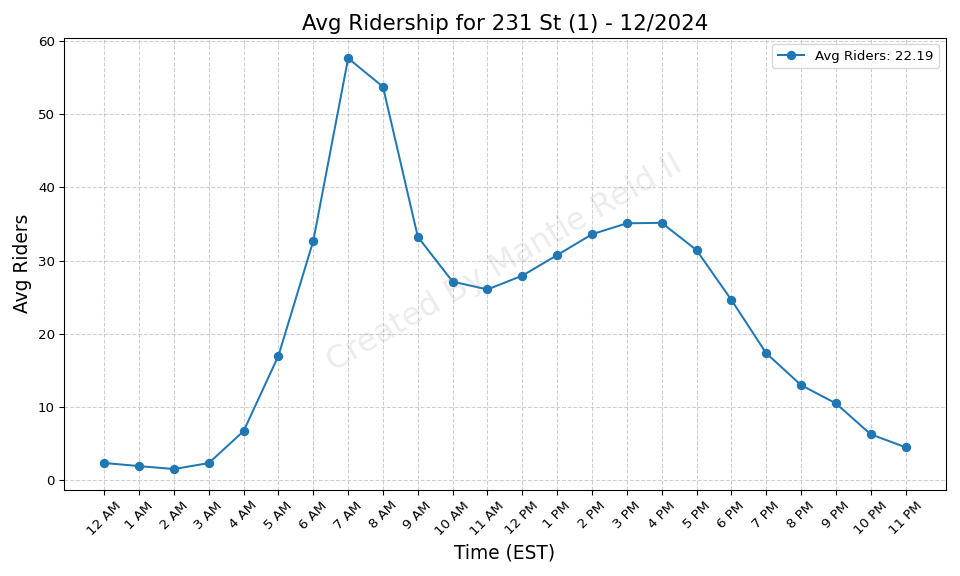 Avg Ridership for 231 St (1) - 12/2024
Avg Riders: 22.19
Avg Riders
60
50
40
30
20
10
0
Created By Mantie Reid II
12 AM
1 AM
2 AM
3 AM
4 AM
5 AM
6 AM
7 AM
8 AM
9 AM
10 AM
11 AM
12 PM
1 PM
2 PM
3 PM
4 PM
5 PM
6 PM
7 PM
8 PM
9 PM
10 PM
11 PM
Time (EST)